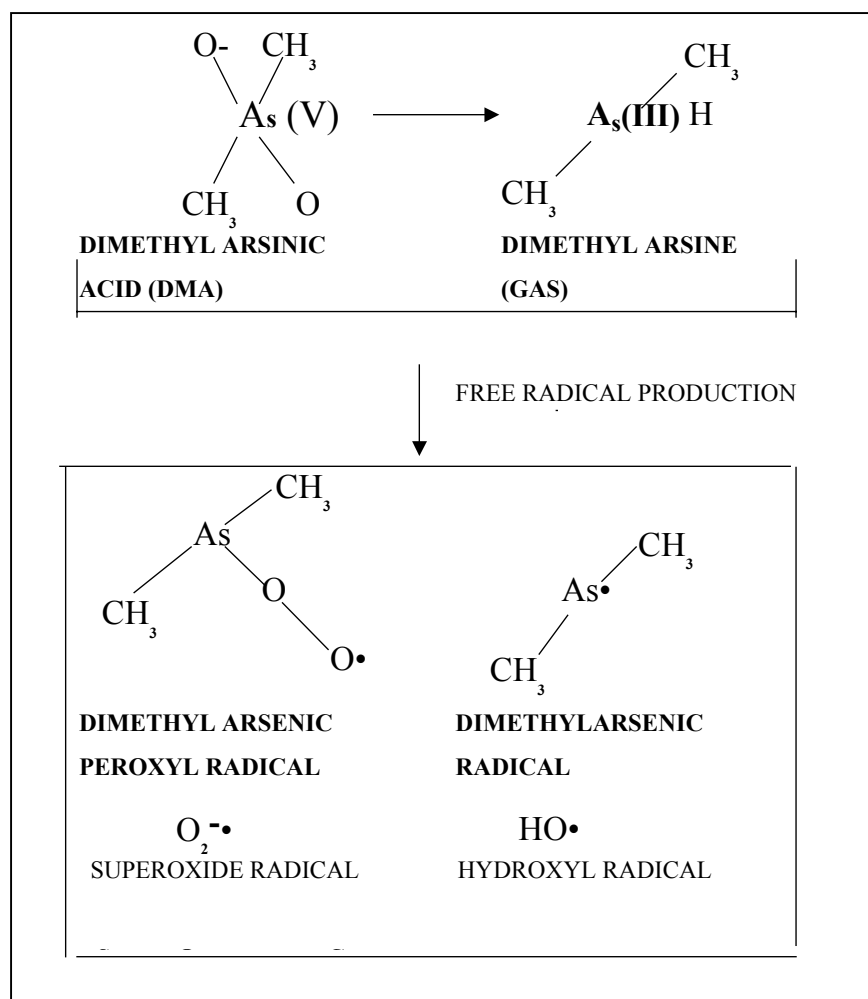 O- CH₃
As (V)
CH₃ O
CH₃
As(III) H
CH₃
DIMETHYL ARSINIC
ACID (DMA)
DIMETHYL ARSINE
(GAS)
FREE RADICAL PRODUCTION
CH₃
As
O
CH₃
O•
CH₃
As•
CH₃
DIMETHYL ARSENIC
PEROXYL RADICAL
DIMETHYLARSENIC
RADICAL
O₂-•
SUPEROXIDE RADICAL
HO•
HYDROXYL RADICAL